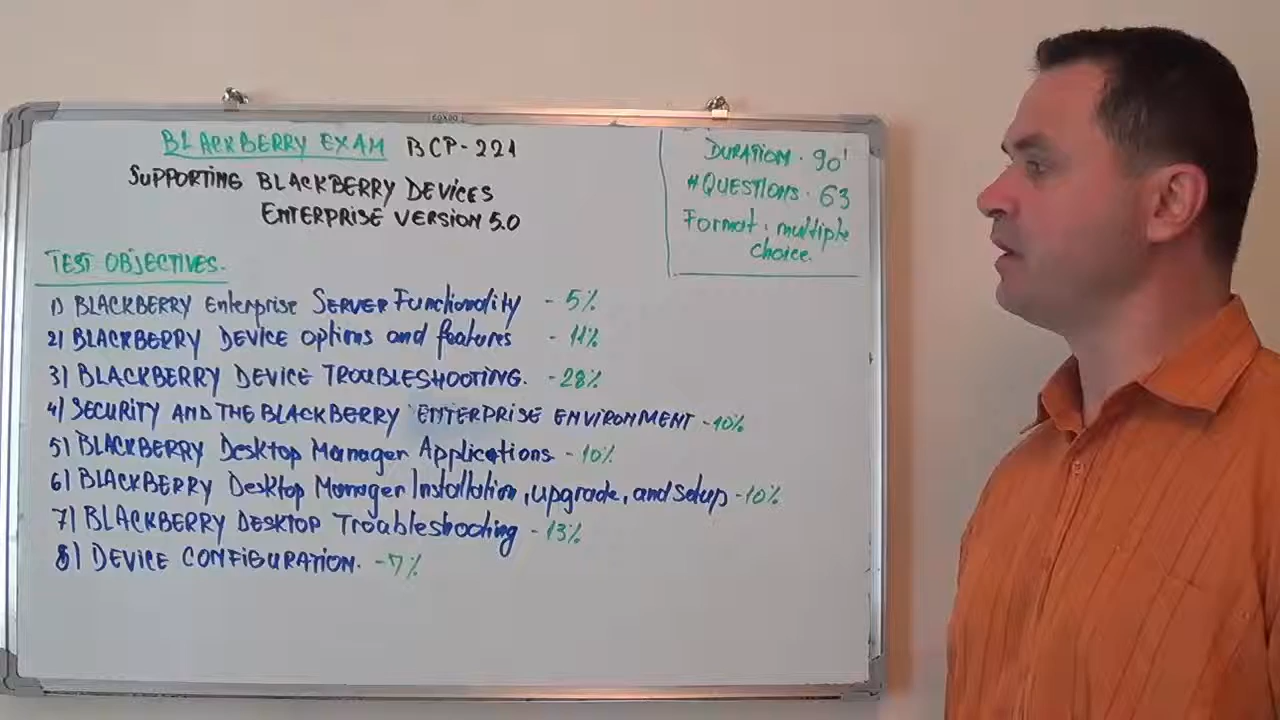 BLACKBERRY EXAM BCP-221
SUPPORTING BLACKBERRY DEVICES
ENTERPRISE VERSION 5.0
DURATION. 90'
#QUESTIONS. 63
Format: multiple
choice.
TEST OBJECTIVES.
1) BLACKBERRY Enterprise SERVER Functionality - 5%
2) BLACKBERRY DEVICE options and features - 11%
3) BLACKBERRY DEVICE TROUBLESHOOTING. - 28%
4) SECURITY AND THE BLACKBERRY ENTERPRISE ENVIRONMENT - 10%
5) BLACKBERRY Desktop Manager Applications - 10%
6) BLACKBERRY Desktop Manager Installation, upgrade, and setup - 10%
7) BLACKBERRY DESKTOP Troubleshooting - 13%
8) DEVICE CONFIGURATION. - 7%